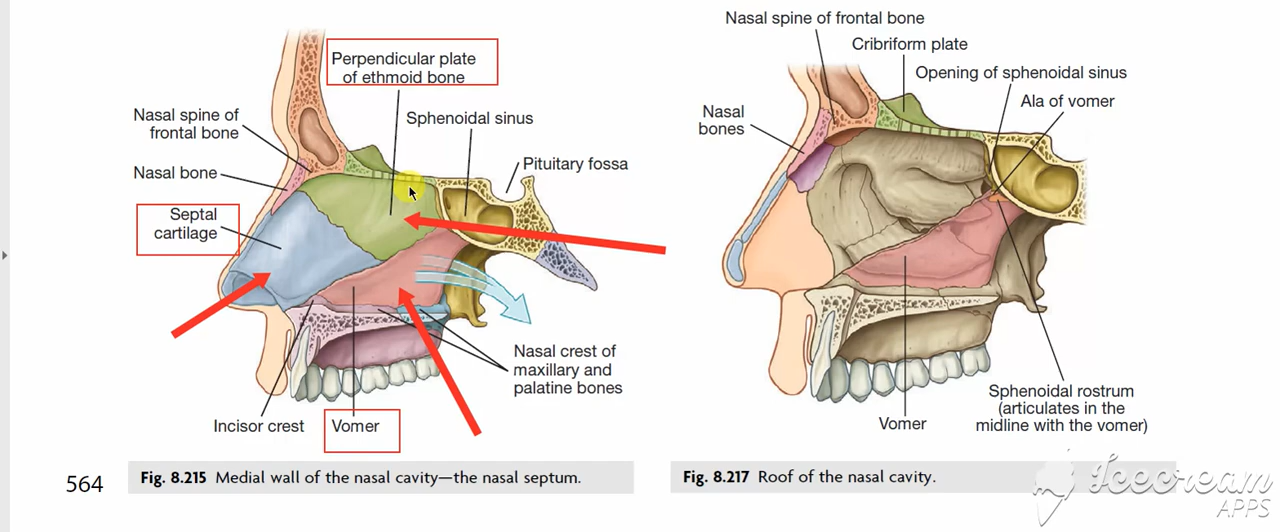 Perpendicular plate
of ethmoid bone
Nasal spine of
frontal bone
Sphenoidal sinus
Pituitary fossa
Nasal bone
Septal
cartilage
Nasal crest of
maxillary and
palatine bones
Incisor crest
Vomer
564
Fig. 8.215 Medial wall of the nasal cavity—the nasal septum.
Nasal spine of frontal bone
Cribriform plate
Opening of sphenoidal sinus
Ala of vomer
Nasal
bones
Sphenoidal rostrum
(articulates in the
midline with the vomer)
Vomer
Fig. 8.217 Roof of the nasal cavity.
Icecream
APPS